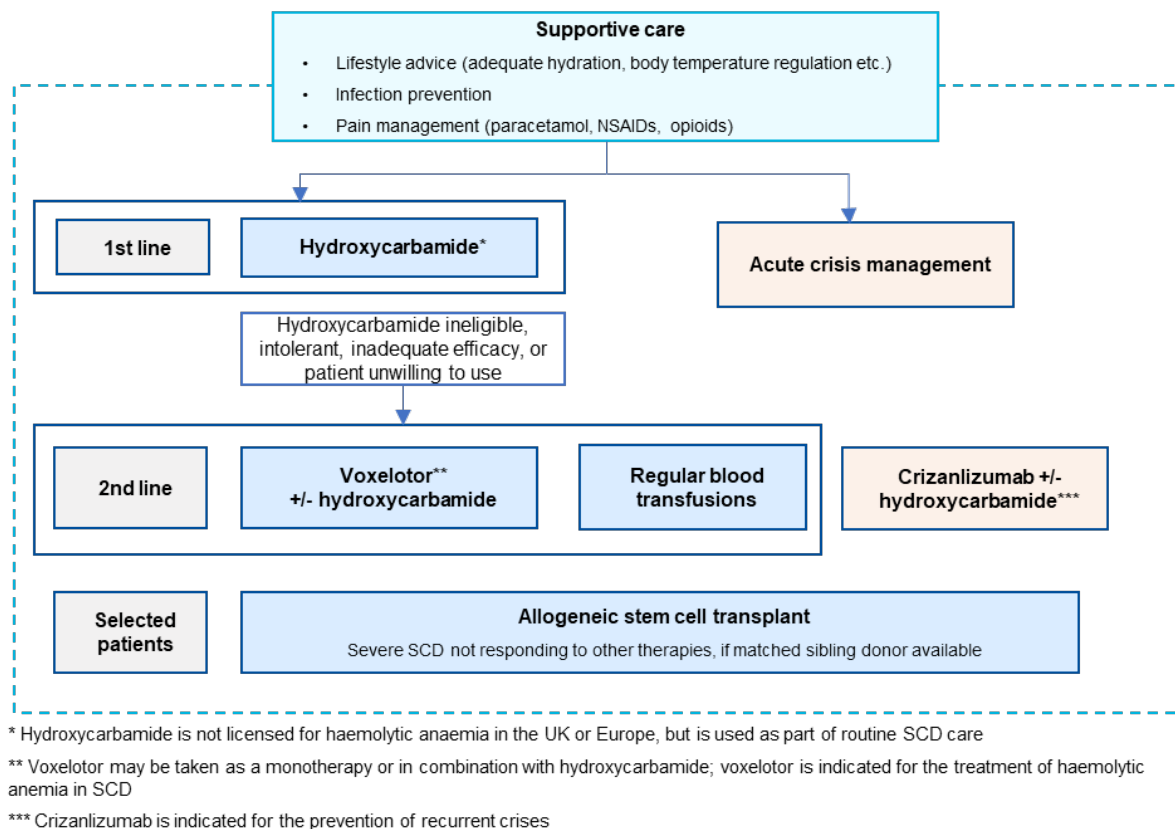 Supportive care
• Lifestyle advice (adequate hydration, body temperature regulation etc.)
• Infection prevention
• Pain management (paracetamol, NSAIDs, opioids)
1st line
Hydroxycarbamide*
Acute crisis management
Hydroxycarbamide ineligible,
intolerant, inadequate efficacy, or
patient unwilling to use
2nd line
Voxelotor**
+/- hydroxycarbamide
Regular blood
transfusions
Crizanlizumab +/-
hydroxycarbamide***
Selected
patients
Allogeneic stem cell transplant
Severe SCD not responding to other therapies, if matched sibling donor available
* Hydroxycarbamide is not licensed for haemolytic anaemia in the UK or Europe, but is used as part of routine SCD care
** Voxelotor may be taken as a monotherapy or in combination with hydroxycarbamide; voxelotor is indicated for the treatment of haemolytic
anemia in SCD
*** Crizanlizumab is indicated for the prevention of recurrent crises